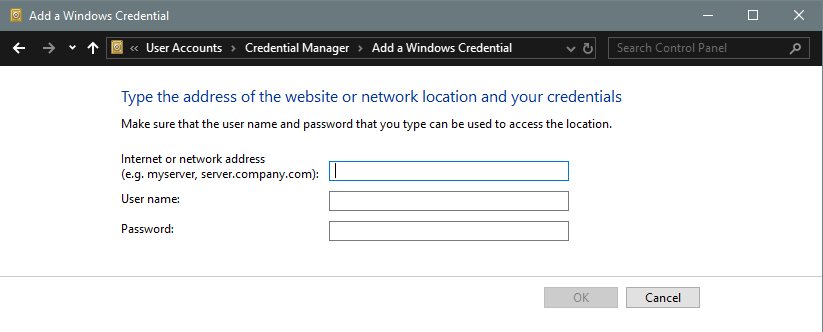 Add a Windows Credential
« User Accounts > Credential Manager > Add a Windows Credential
Search Control Panel
Type the address of the website or network location and your credentials
Make sure that the user name and password that you type can be used to access the location.
Internet or network address
(e.g. myserver, server.company.com):
User name:
Password:
OK
Cancel